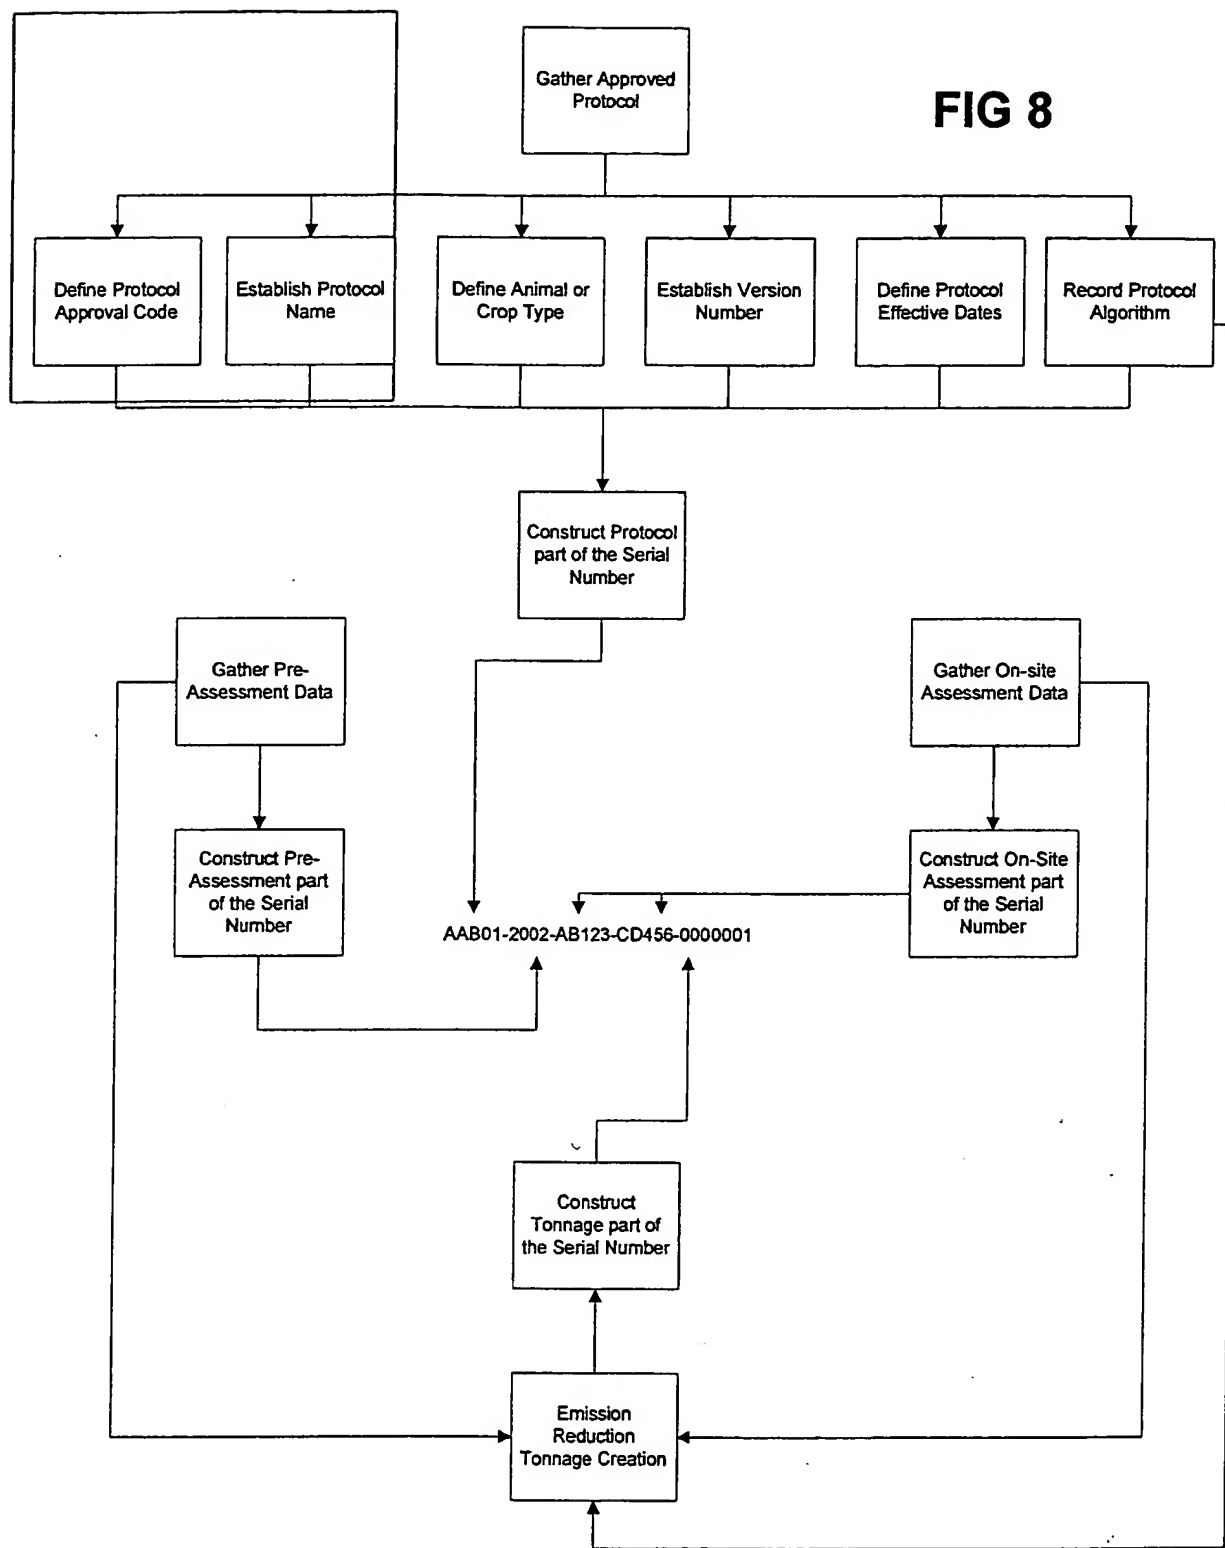 Gather Approved
Protocol
FIG 8
Define Protocol
Approval Code
Establish Protocol
Name
Define Animal or
Crop Type
Establish Version
Number
Define Protocol
Effective Dates
Record Protocol
Algorithm
Construct Protocol
part of the Serial
Number
Gather Pre-
Assessment Data
Gather On-site
Assessment Data
Construct Pre-
Assessment part
of the Serial
Number
Construct On-Site
Assessment part
of the Serial
Number
AAB01-2002-AB123-CD456-0000001
Construct
Tonnage part of
the Serial Number
Emission
Reduction
Tonnage Creation